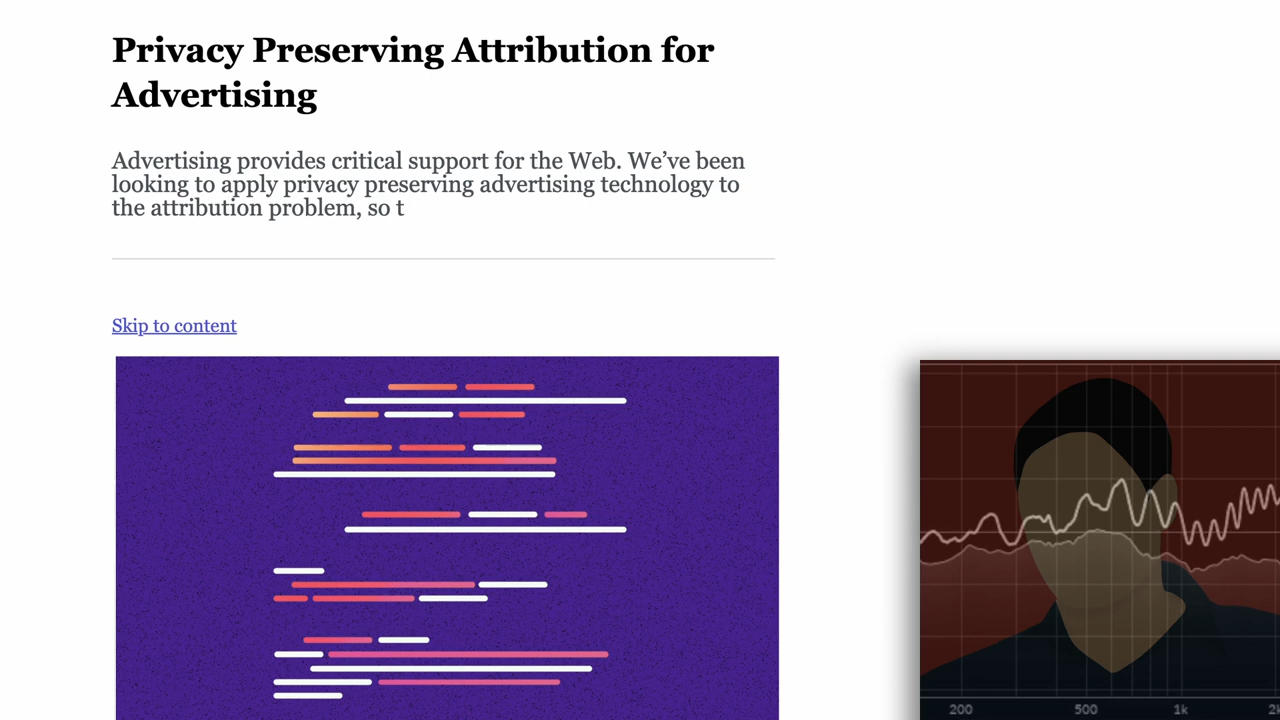 Privacy Preserving Attribution for
Advertising
Advertising provides critical support for the Web. We’ve been
looking to apply privacy preserving advertising technology to
the attribution problem, so t
Skip to content
200 500 1k 2k